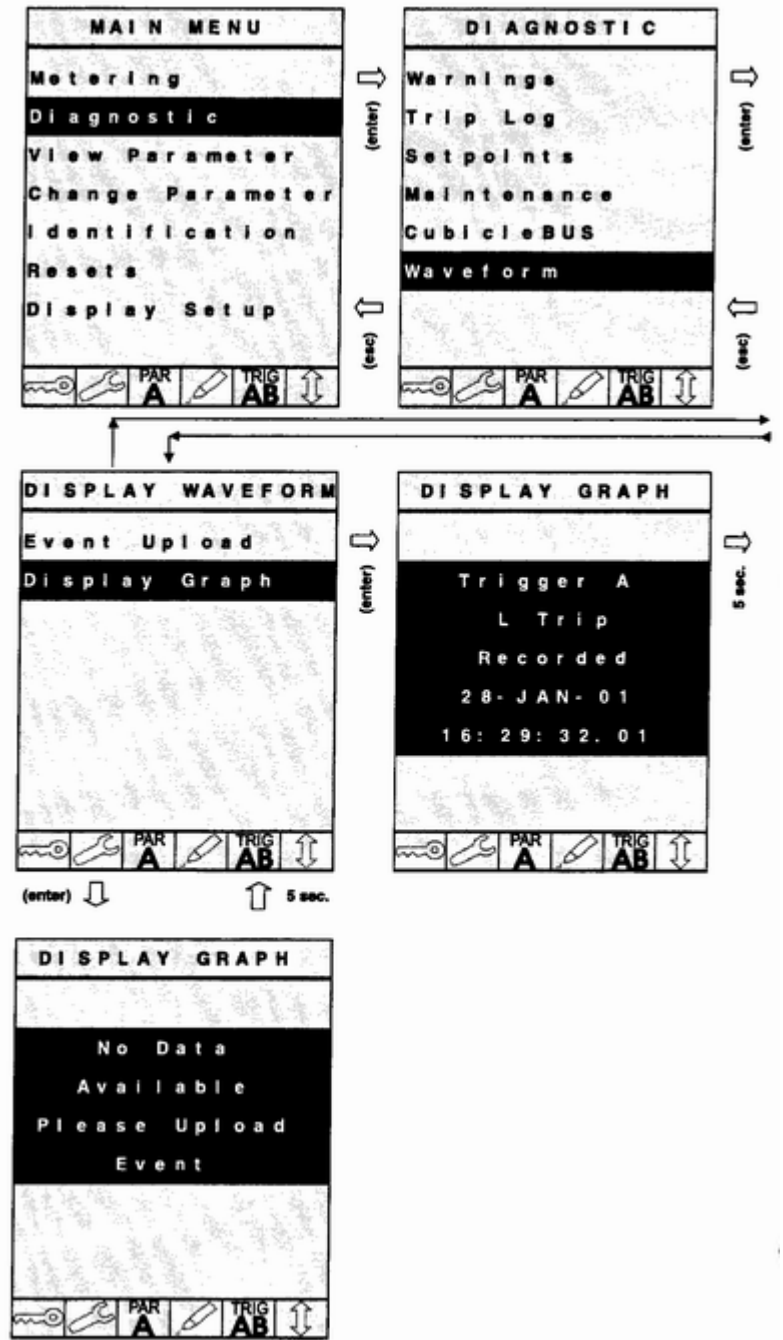 MAIN MENU
Metering
Diagnostic
View Parameter
Change Parameter
Identification
Resets
Display Setup
PAR A
TRIG AB
(enter)
(esc)
DIAGNOSTIC
Warnings
Trip Log
Setpoints
Maintenance
CubicleBUS
Waveform
PAR A
TRIG AB
(enter)
(esc)
DISPLAY WAVEFORM
Event Upload
Display Graph
PAR A
TRIG AB
(enter)
(enter)
5 sec.
DISPLAY GRAPH
Trigger A
L Trip
Recorded
28-JAN-01
16:29:32.01
PAR A
TRIG AB
5 sec.
DISPLAY GRAPH
No Data
Available
Please Upload
Event
PAR A
TRIG AB